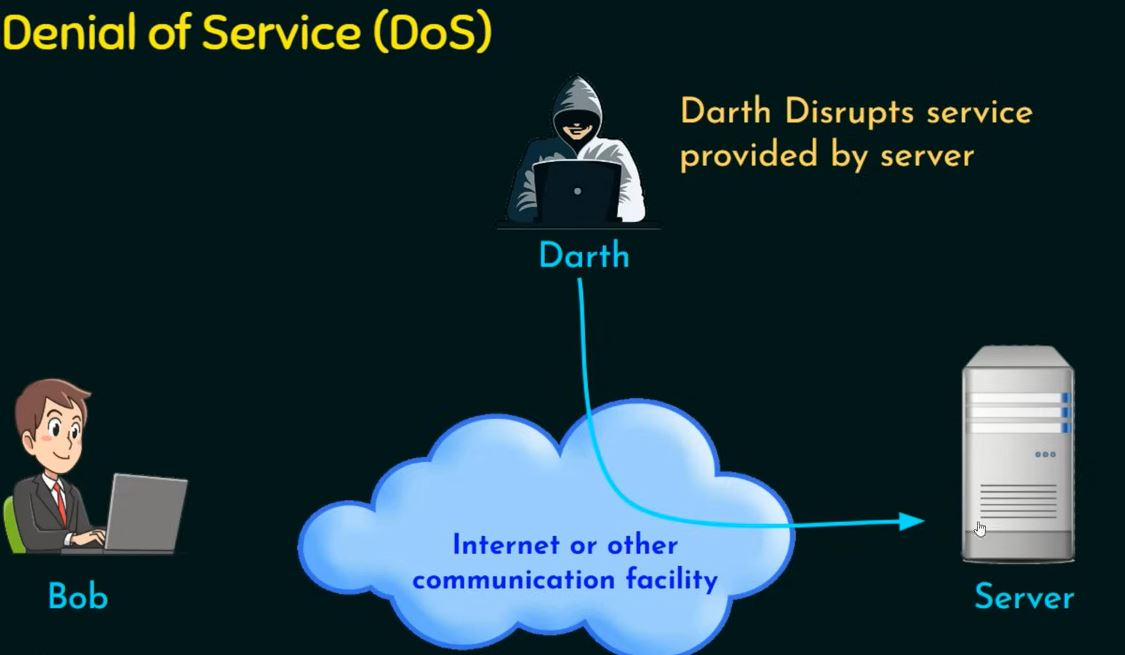 Denial of Service (DoS)
Darth Disrupts service
provided by server
Darth
Internet or other
communication facility
Bob
Server